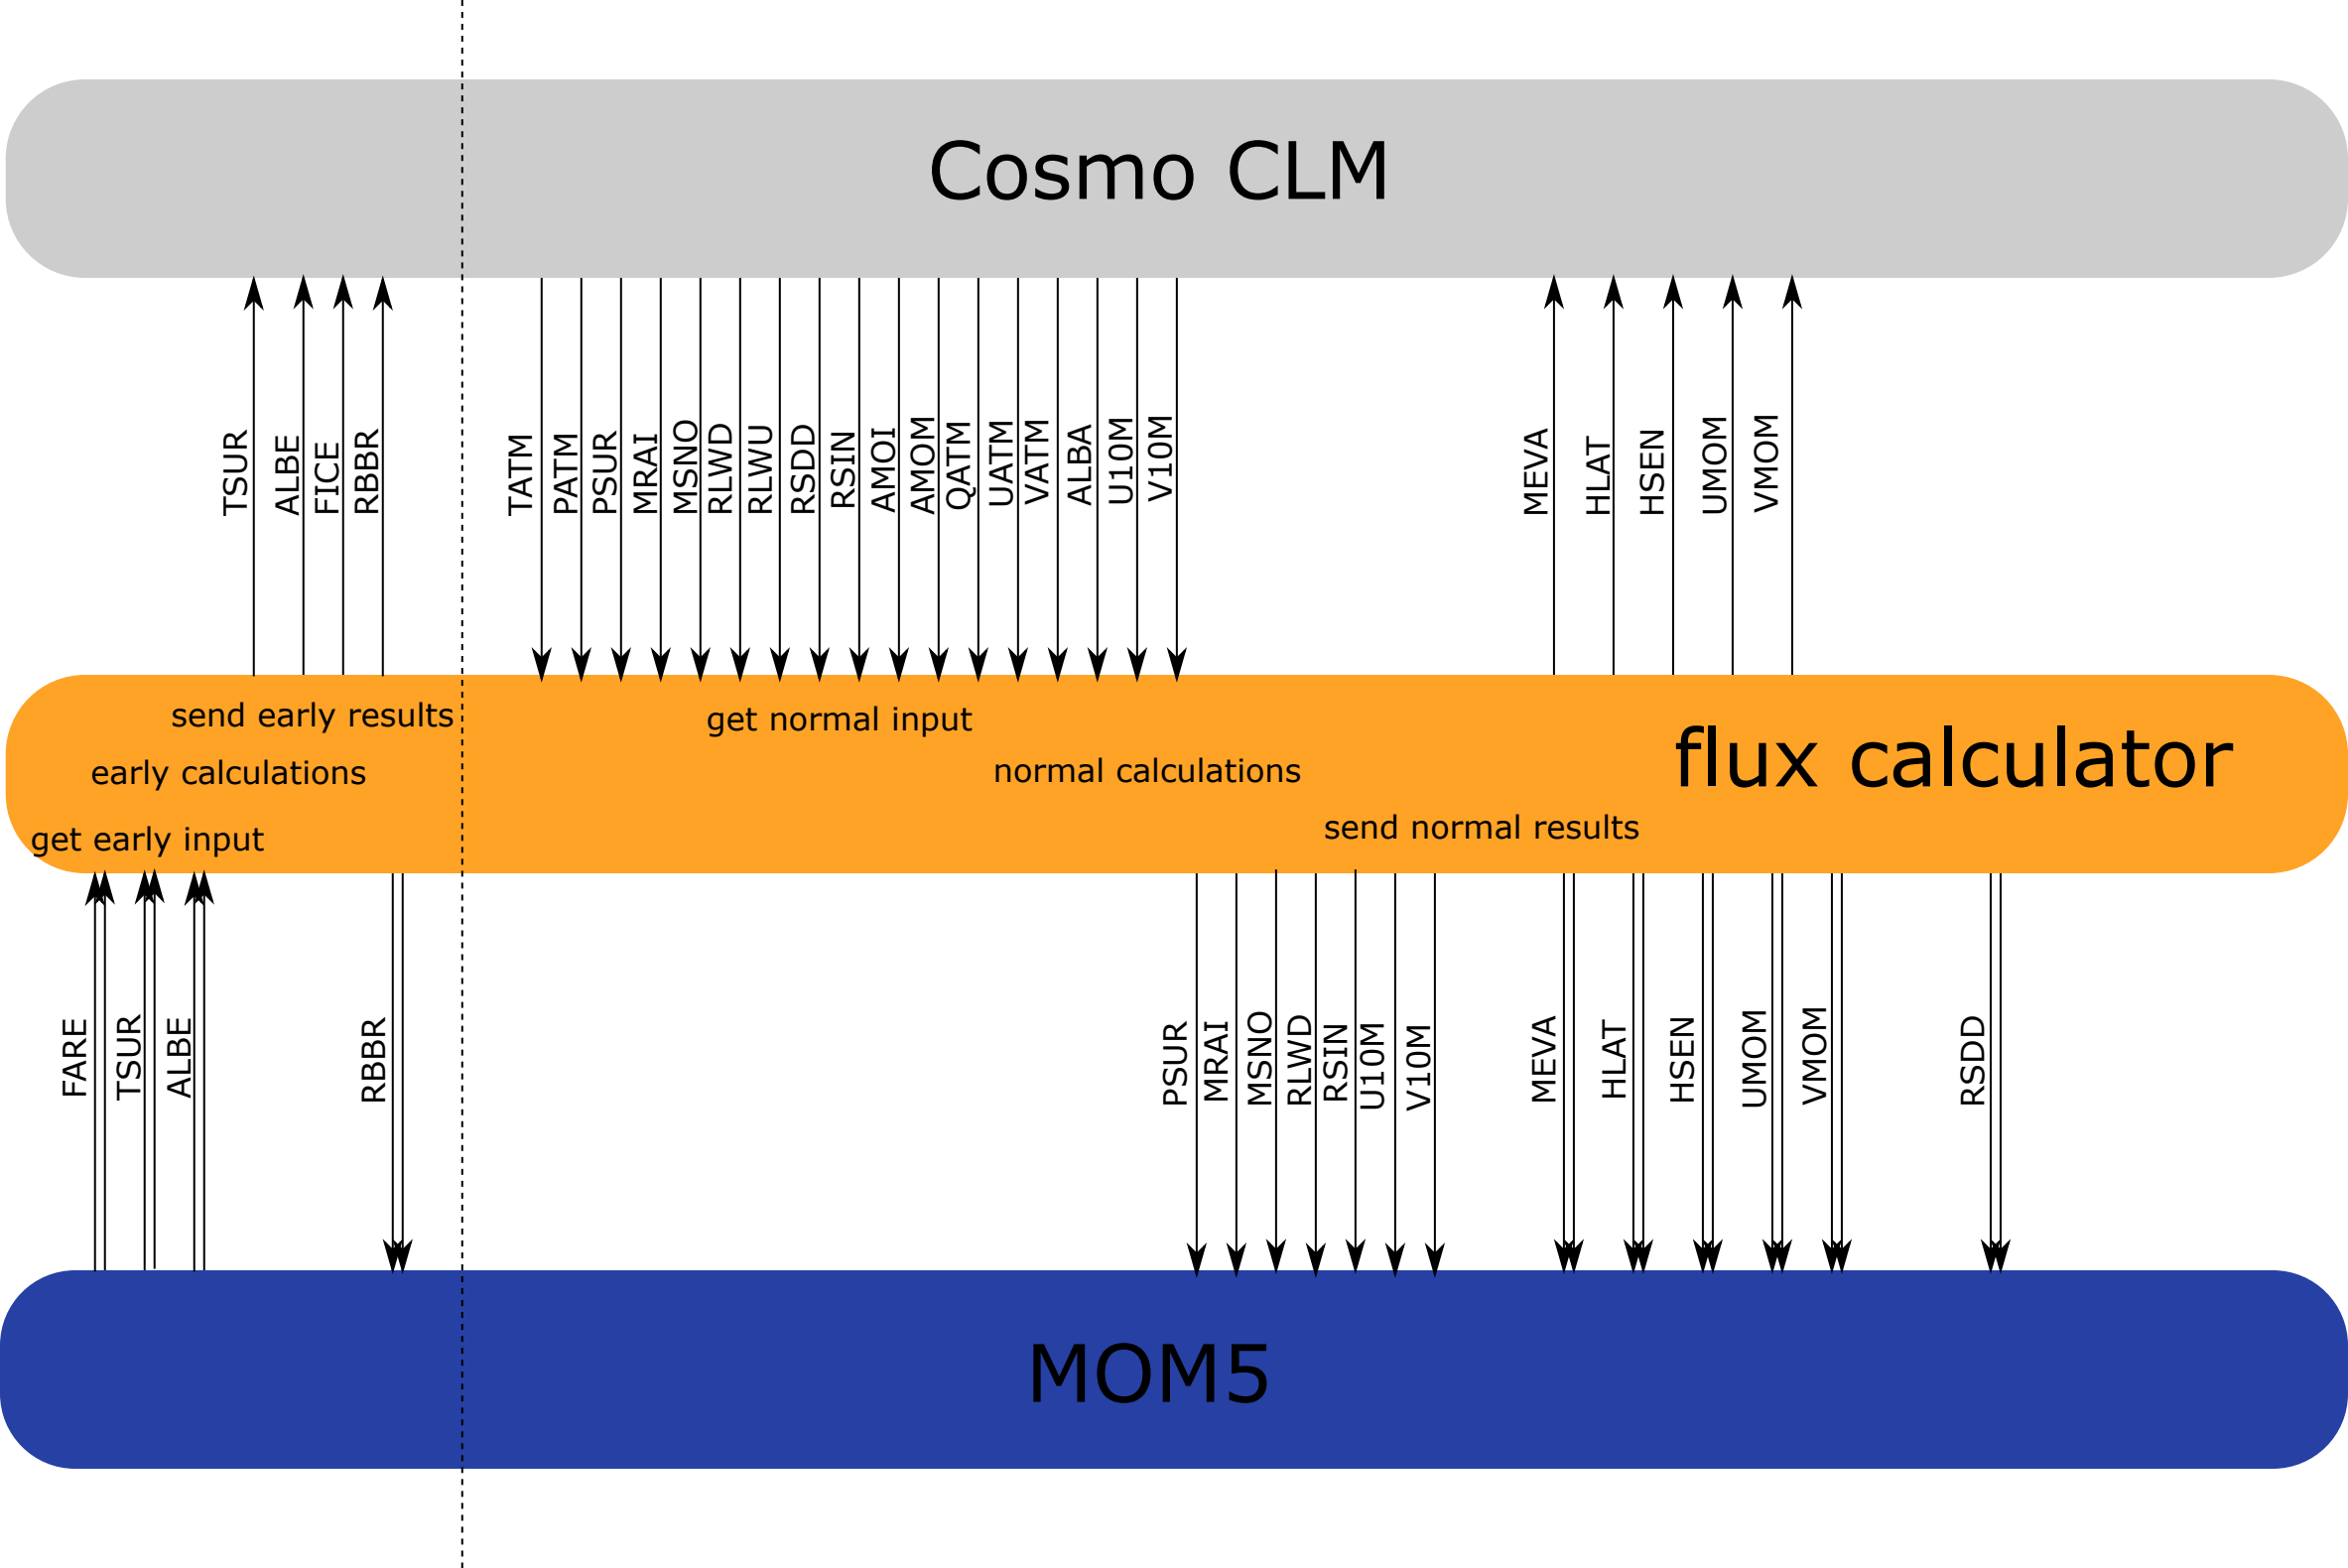 Cosmo CLM
TSUR
ALBE
FICE
RBBR
TATM
PATM
PSUR
MRAI
MSNO
RLWD
RLWU
RSDD
RSIN
AMOI
AMOM
QATM
UATM
VATM
ALBA
U10M
V10M
MEVA
HLAT
HSEN
UMOM
VMOM
send early results
early calculations
get early input
get normal input
normal calculations
send normal results
flux calculator
FARE
TSUR
ALBE
RBBR
PSUR
MRAI
MSNO
RLWD
RSIN
U10M
V10M
MEVA
HLAT
HSEN
UMOM
VMOM
RSDD
MOM5